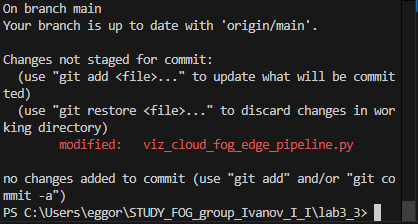 On branch main
Your branch is up to date with 'origin/main'.

Changes not staged for commit:
  (use "git add <file>..." to update what will be commit
ted)
  (use "git restore <file>..." to discard changes in wor
king directory)
        modified:   viz_cloud_fog_edge_pipeline.py

no changes added to commit (use "git add" and/or "git co
mmit -a")
PS C:\Users\eggor\STUDY_FOG_group_Ivanov_I_I\lab3_3>